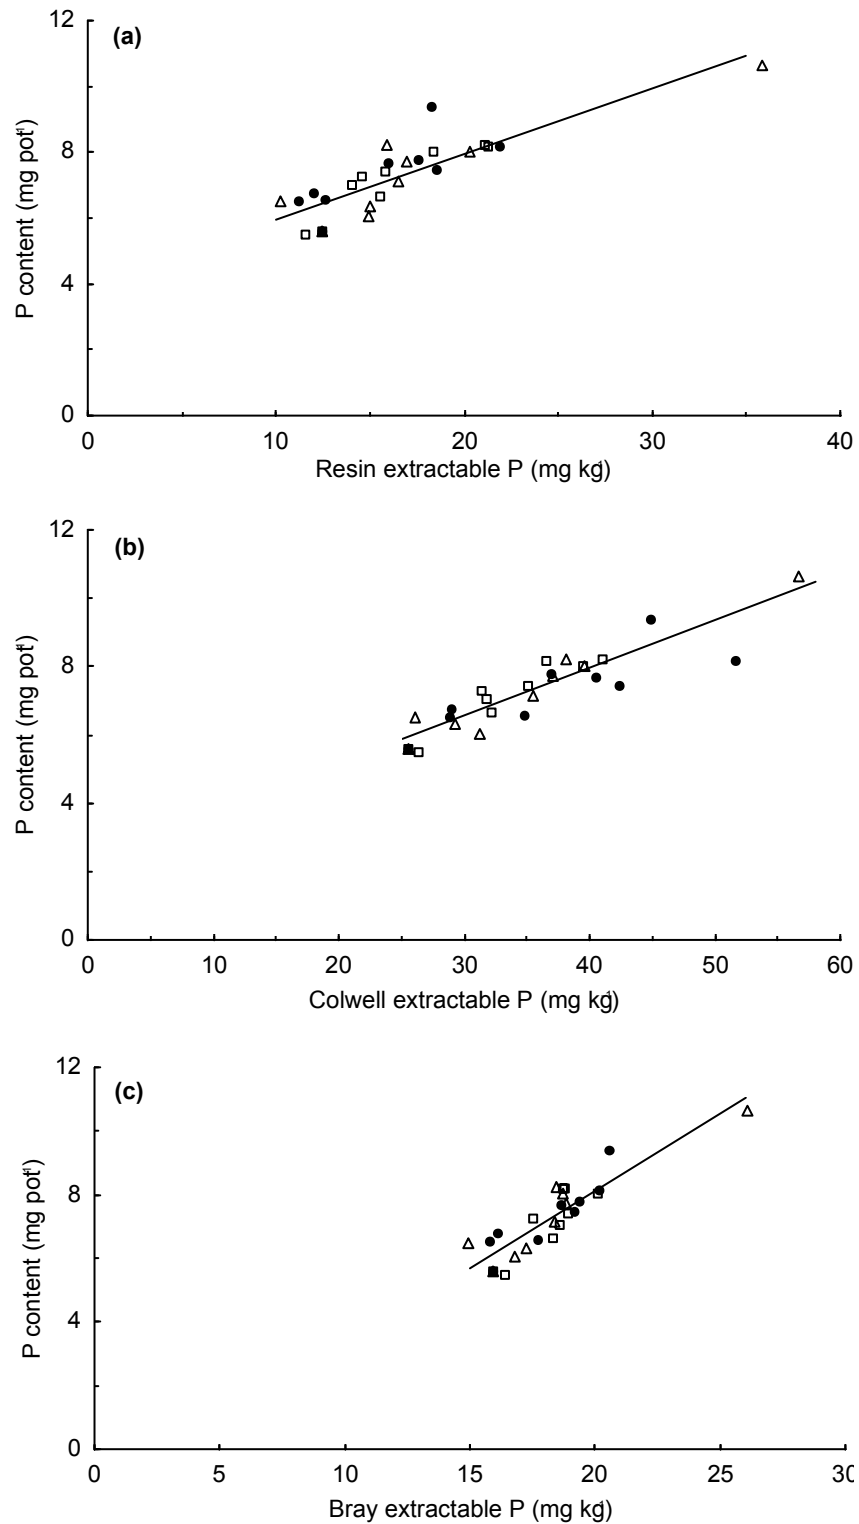 12
(a)
8
4
0
P content (mg pot-1)
0 10 20 30 40
Resin extractable P (mg kg-1)
12
(b)
8
4
0
P content (mg pot-1)
0 10 20 30 40 50 60
Colwell extractable P (mg kg-1)
12
(c)
8
4
0
P content (mg pot-1)
0 5 10 15 20 25 30
Bray extractable P (mg kg-1)